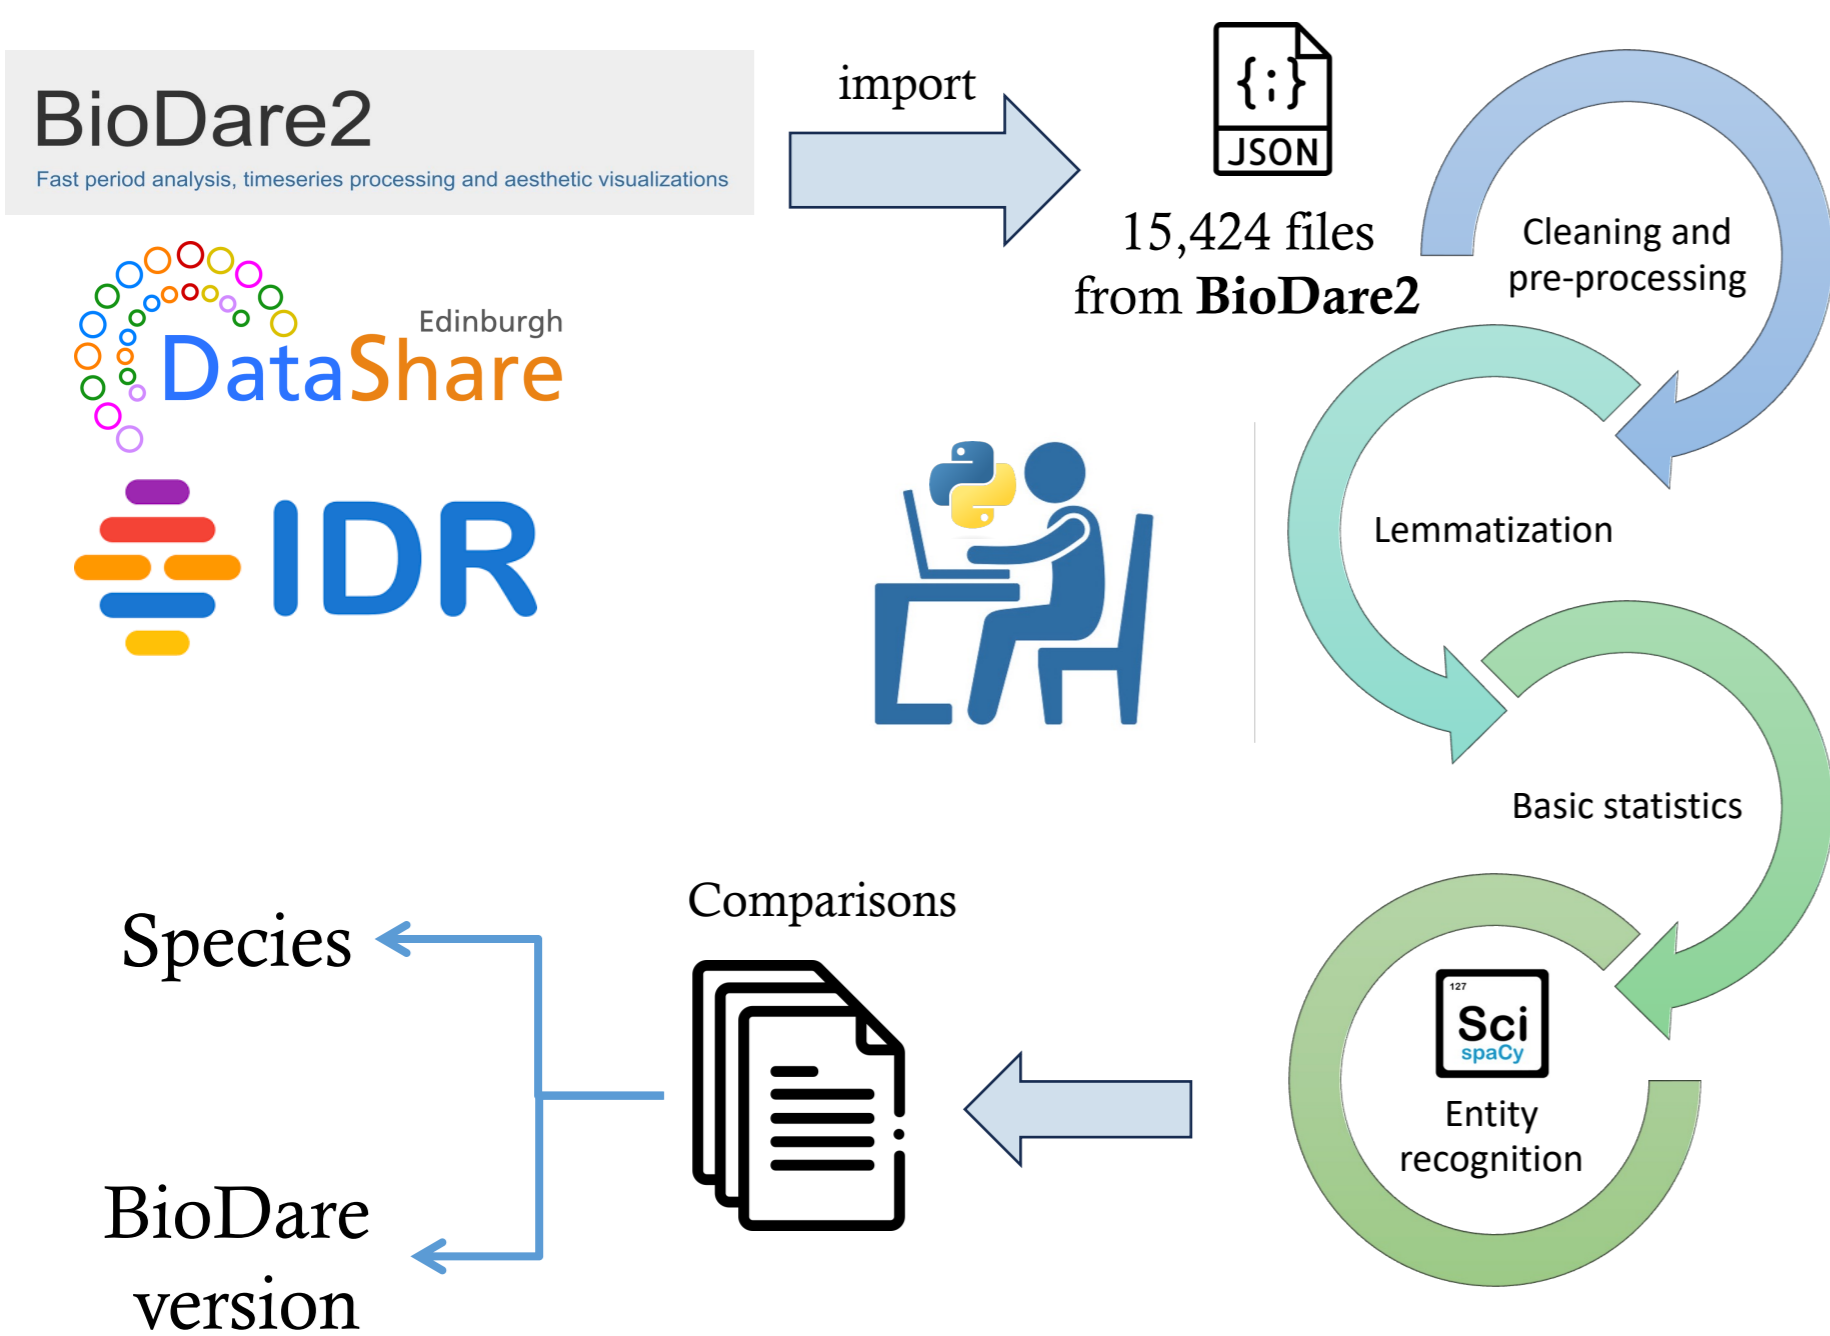 BioDare2
Fast period analysis, timeseries processing and aesthetic visualizations
import
{;}
JSON
15,424 files
from BioDare2
Cleaning and
pre-processing
Edinburgh
DataShare
IDR
Lemmatization
Basic statistics
127
Sci
spaCy
Entity
recognition
Comparisons
Species
BioDare
version